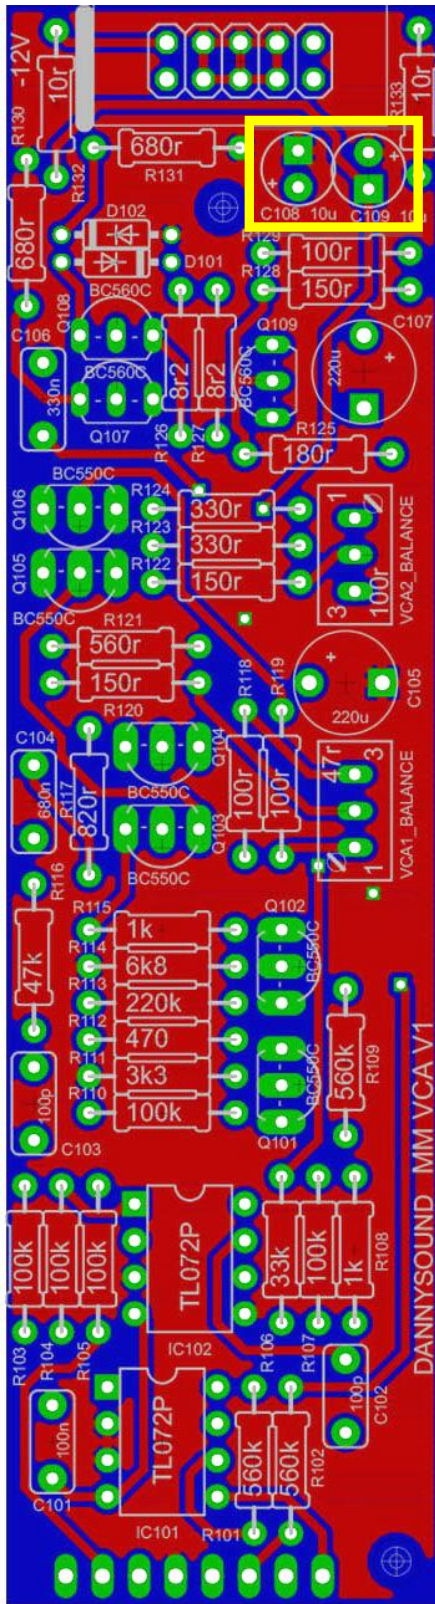 -12V
10r
R130
R132
R133
10r
680r
R131
C108
10u
C109
10u
680r
D102
D101
R129
100r
R128
150r
Q108
BC560C
C106
330n
BC560C
Q107
8r2
8r2
R126
R127
Q109
BC560C
C107
220u
R125
180r
BC550C
Q106
R124
330r
R123
330r
R122
150r
Q105
BC550C
1
3
100r
VCA2_BALANCE
R121
560r
150r
R120
R118
R119
C105
220u
C104
680n
R117
820r
Q104
BC550C
Q103
BC550C
100r
100r
47r
3
1
VCA1_BALANCE
R116
47k
R115
1k
R114
6k8
R113
220k
R112
470
R111
3k3
R110
100k
Q102
BC550C
BC550C
Q101
560k
R109
100p
C103
100k
100k
100k
R103
R104
R105
TL072P
IC102
33k
100k
1k
R108
R106
R107
DANNYSOUND MM VCA V1
100p
C102
100n
C101
TL072P
IC101
560k
560k
R102
R101